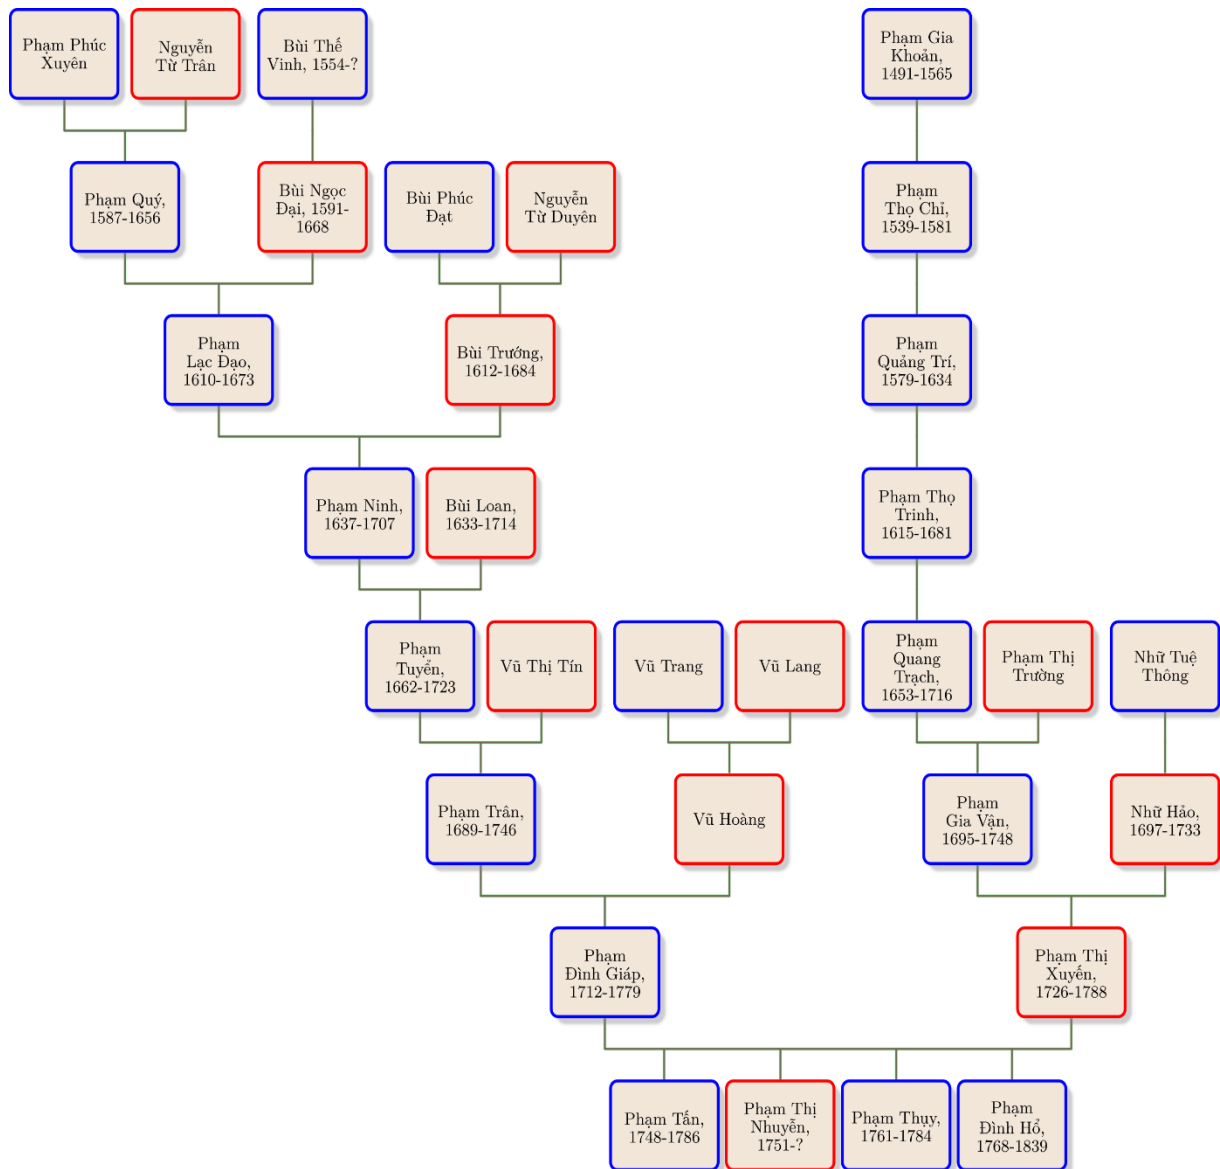 Phạm Phúc
Xuyên
Nguyễn
Từ Trân
Bùi Thế
Vinh, 1554-?
Phạm Gia
Khoản,
1491-1565
Phạm Quý,
1587-1656
Bùi Ngọc
Đại, 1591-
1668
Bùi Phúc
Đạt
Nguyễn
Từ Duyên
Phạm
Thọ Chỉ,
1539-1581
Phạm
Lạc Đạo,
1610-1673
Bùi Trướng,
1612-1684
Phạm
Quảng Trí,
1579-1634
Phạm Ninh,
1637-1707
Bùi Loan,
1633-1714
Phạm Thọ
Trinh,
1615-1681
Phạm
Tuyển,
1662-1723
Vũ Thị Tín
Vũ Trang
Vũ Lang
Phạm
Quang
Trạch,
1653-1716
Phạm Thị
Trường
Nhữ Tuệ
Thông
Phạm Trân,
1689-1746
Vũ Hoàng
Phạm
Gia Vận,
1695-1748
Nhữ Hảo,
1697-1733
Phạm
Đình Giáp,
1712-1779
Phạm Thị
Xuyến,
1726-1788
Phạm Tấn,
1748-1786
Phạm Thị
Nhuyễn,
1751-?
Phạm Thụy,
1761-1784
Phạm
Đình Hổ,
1768-1839